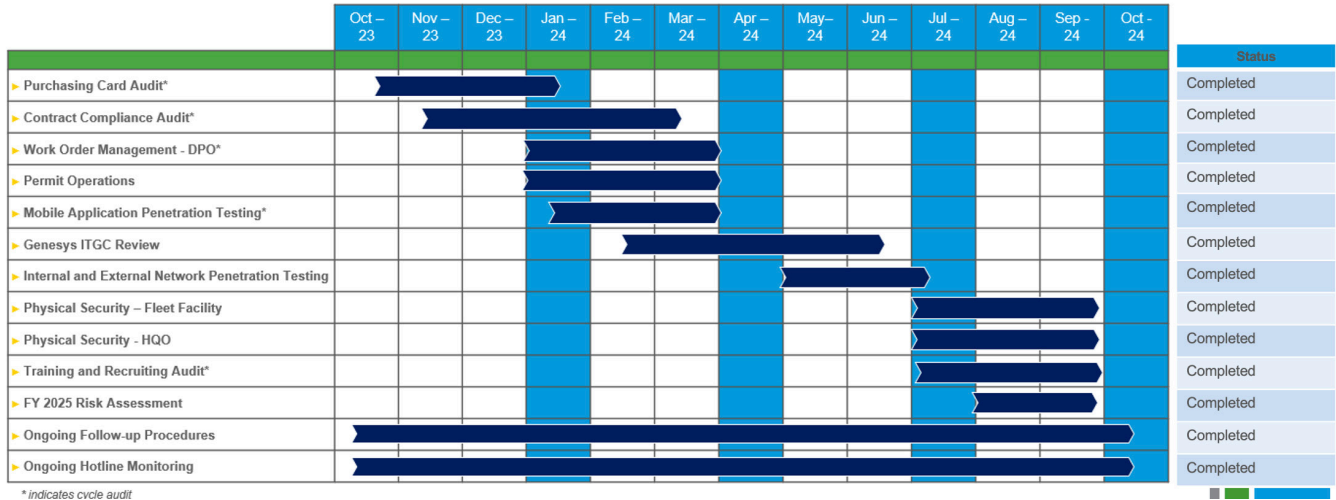 Oct – Nov – Dec – Jan – Feb – Mar – Apr – May– Jun – Jul – Aug – Sep - Oct -
23 23 23 24 24 24 24 24 24 24 24 24 24
Status
► Purchasing Card Audit* Completed
► Contract Compliance Audit* Completed
► Work Order Management - DPO* Completed
► Permit Operations Completed
► Mobile Application Penetration Testing* Completed
► Genesys ITGC Review Completed
► Internal and External Network Penetration Testing Completed
► Physical Security – Fleet Facility Completed
► Physical Security - HQO Completed
► Training and Recruiting Audit* Completed
► FY 2025 Risk Assessment Completed
► Ongoing Follow-up Procedures Completed
► Ongoing Hotline Monitoring Completed
* indicates cycle audit